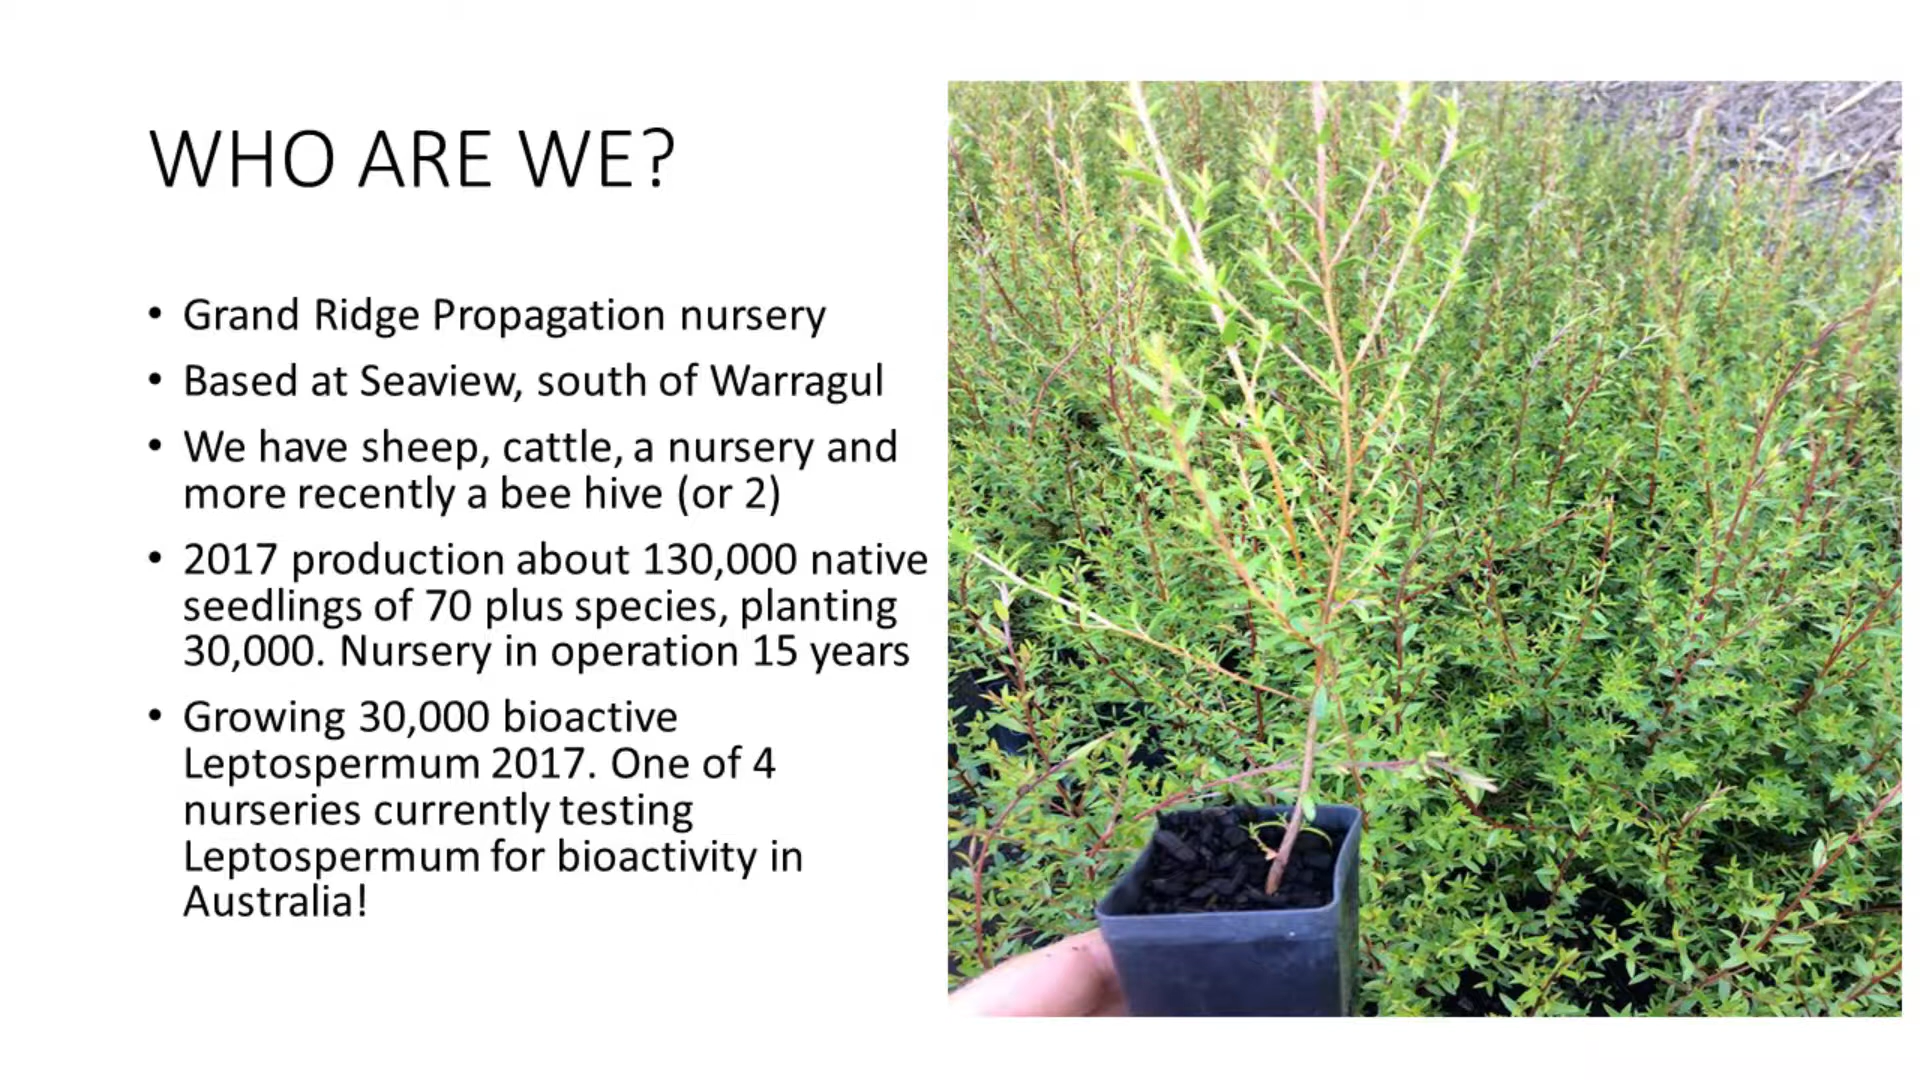 WHO ARE WE?
• Grand Ridge Propagation nursery
• Based at Seaview, south of Warragul
• We have sheep, cattle, a nursery and
more recently a bee hive (or 2)
• 2017 production about 130,000 native
seedlings of 70 plus species, planting
30,000. Nursery in operation 15 years
• Growing 30,000 bioactive
Leptospermum 2017. One of 4
nurseries currently testing
Leptospermum for bioactivity in
Australia!